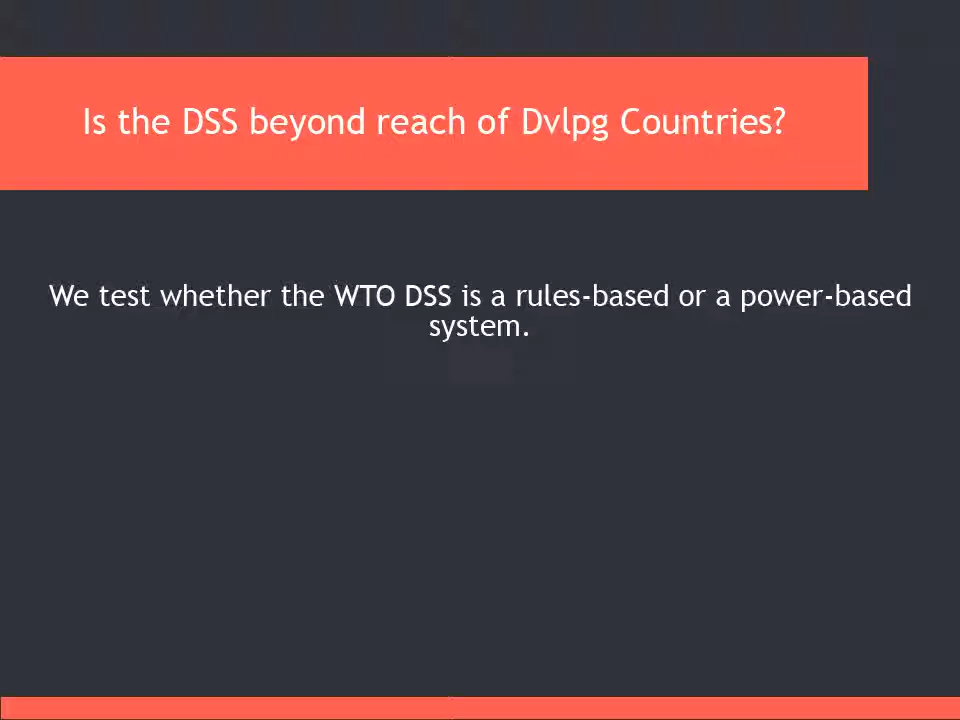 Is the DSS beyond reach of Dvlpg Countries?
We test whether the WTO DSS is a rules-based or a power-based
system.